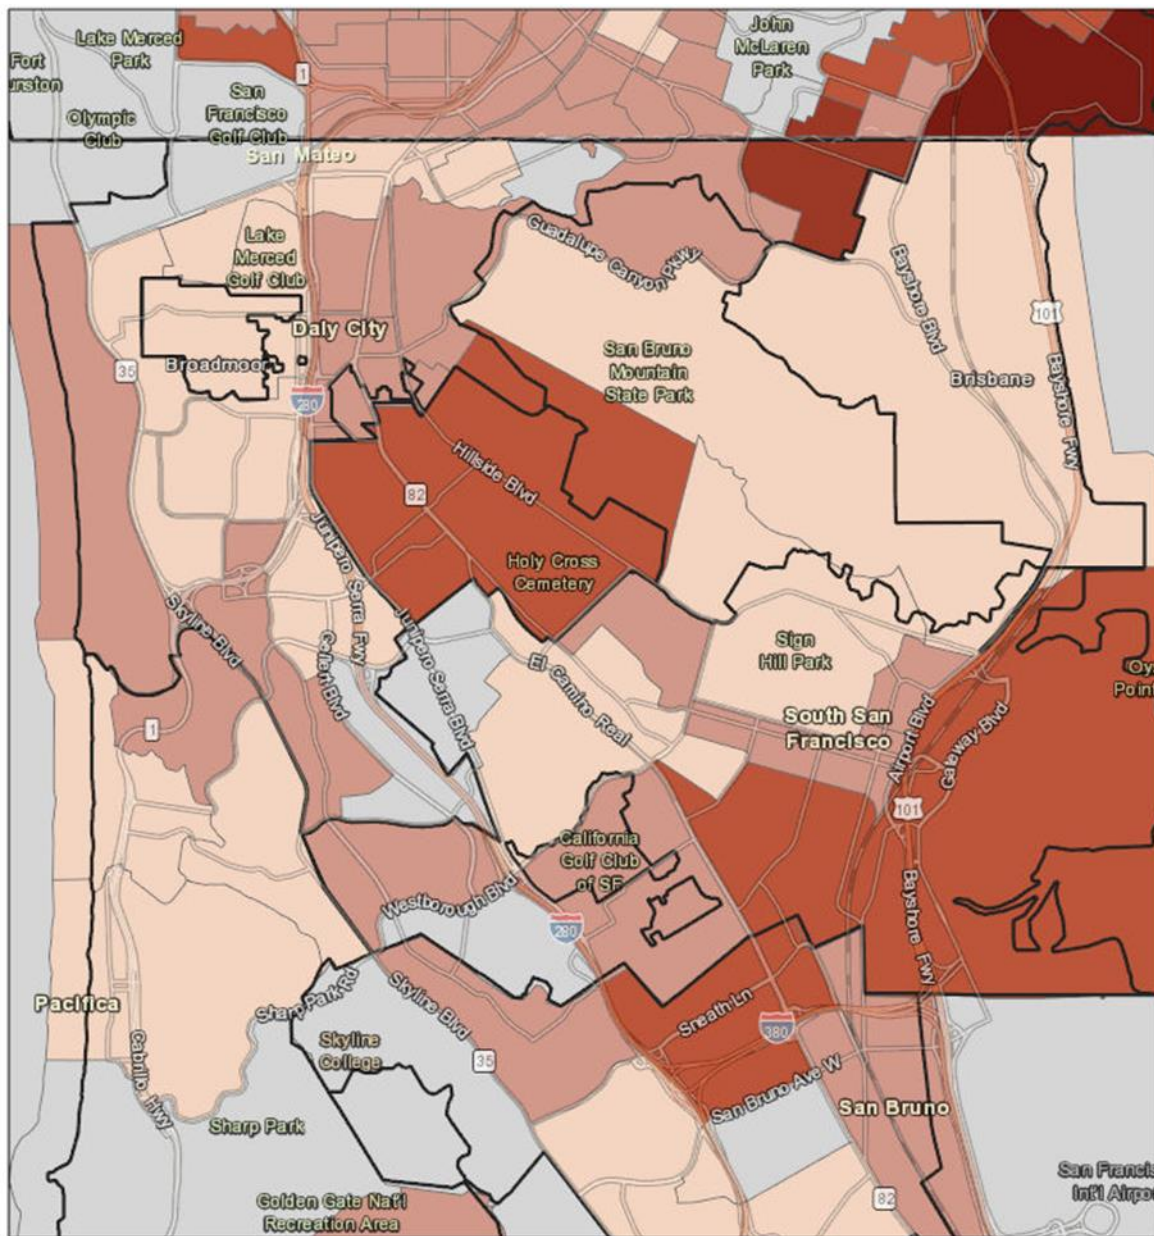 Lake Merced
Park
John
McLaren
Park
Fort
unston
1
San
Francisco
Golf Club
Olympic
Club
San Mateo
Guadalupe Canyon Pkwy
Lake
Merced
Golf Club
Bayshore Blvd
101
Daly City
Broadmoor
35
San Bruno
Mountain
State Park
Brisbane
Bayshore Fwy
280
Hillside Blvd
82
Junipero Serra Fwy
Holy Cross
Cemetery
Skyline Blvd
Gellert Blvd
Junipero Serra Blvd
El Camino Real
Sign
Hill Park
Oy
Point
1
South San
Francisco
Airport Blvd
Gateway Blvd
101
California
Golf Club
of SF
Westborough Blvd
280
Bayshore Fwy
Pacifica
Sharp Park Rd
Skyline Blvd
Sneath Ln
380
Skyline
College
35
Cabrillo Hwy
San Bruno Ave W
San Bruno
Sharp Park
San Francis
Int'l Airpo
Golden Gate Nat'l
Recreation Area
82